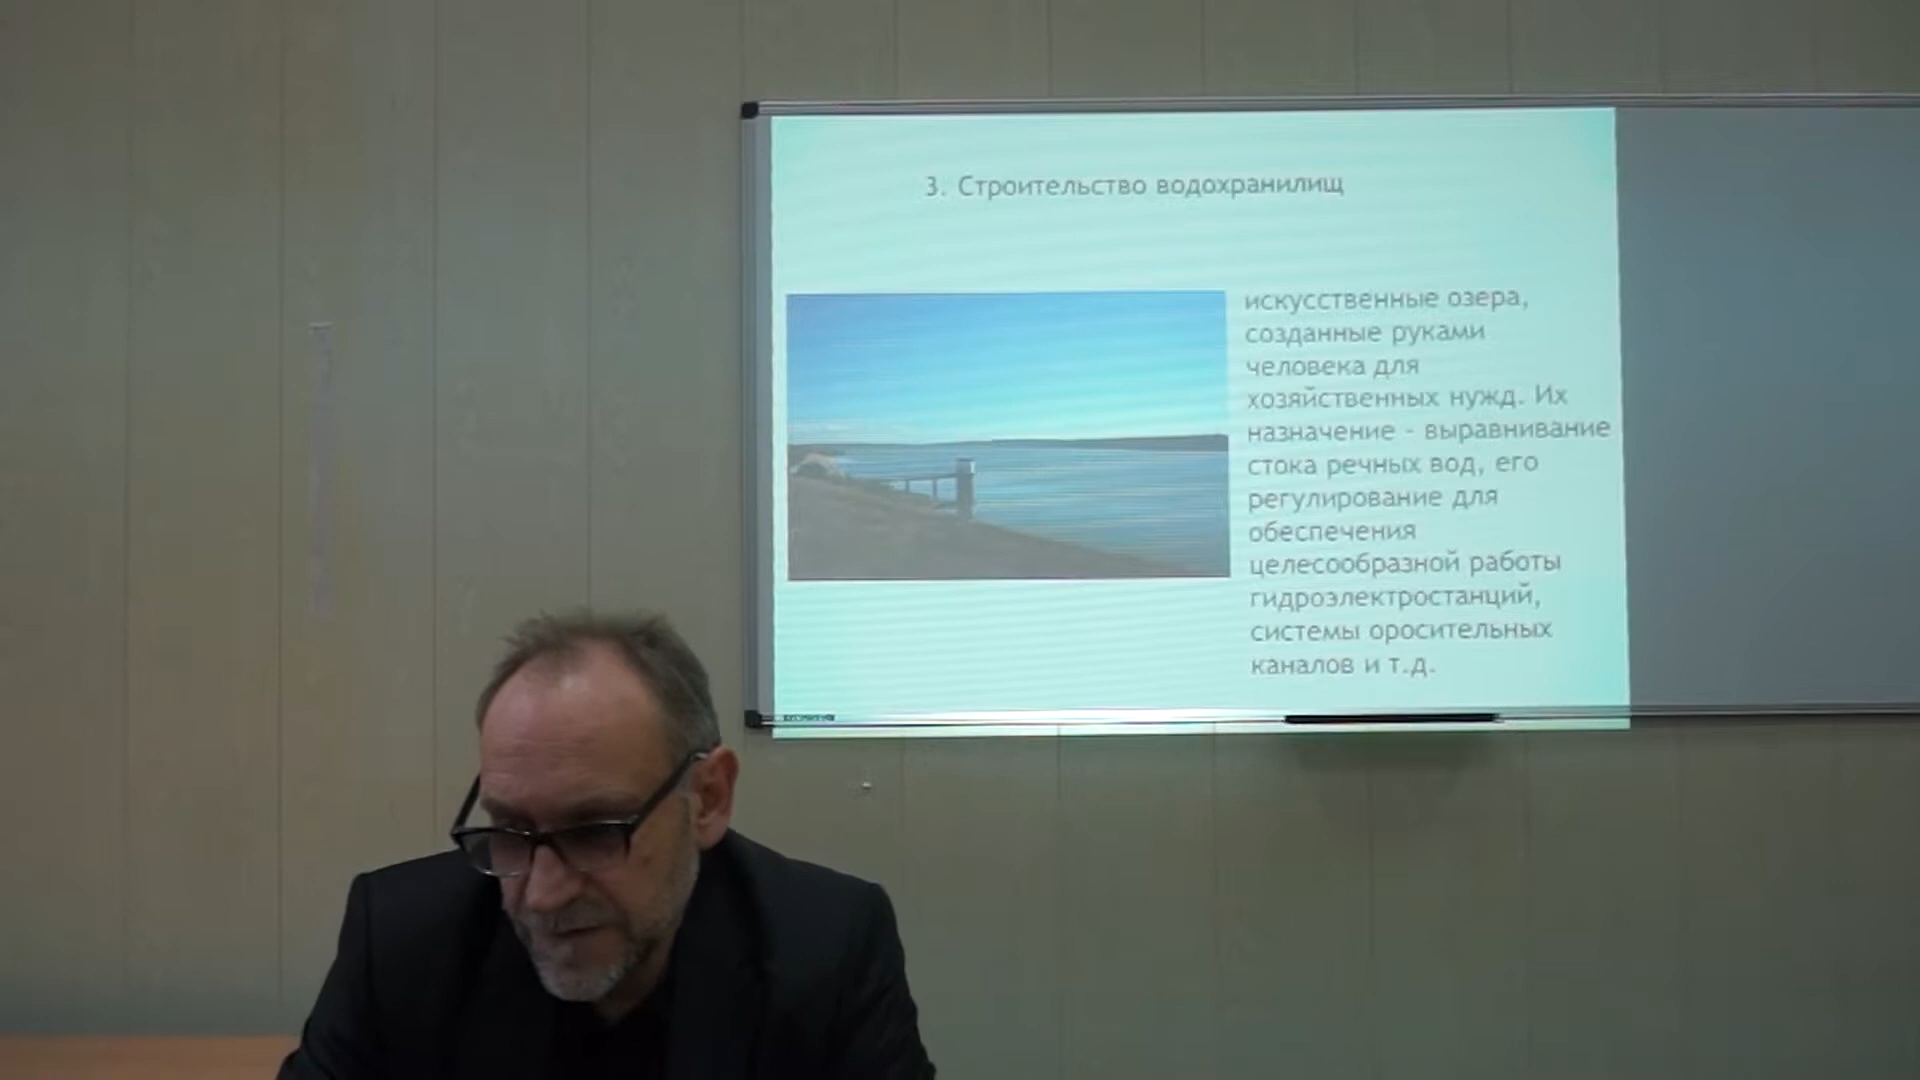 3. Строительство водохранилищ
искусственные озера,
созданные руками
человека для
хозяйственных нужд. Их
назначение - выравнивание
стока речных вод, его
регулирование для
обеспечения
целесообразной работы
гидроэлектростанций,
системы оросительных
каналов и т.д.